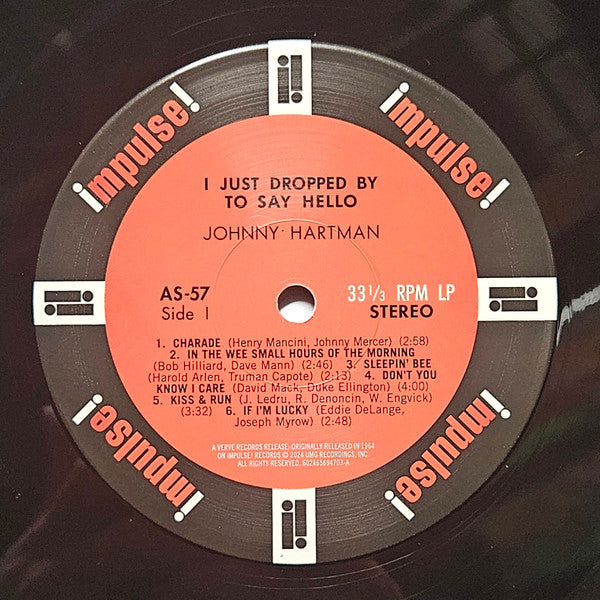 impulse!
impulse!
I JUST DROPPED BY
TO SAY HELLO
JOHNNY HARTMAN
AS-57
Side 1
33 1/3 RPM LP
STEREO
1. CHARADE (Henry Mancini, Johnny Mercer) (2:58)
2. IN THE WEE SMALL HOURS OF THE MORNING
(Bob Hilliard, Dave Mann) (2:46) 3. SLEEPIN' BEE
(Harold Arlen, Truman Capote) (2:13) 4. DON'T YOU
KNOW I CARE (David Mack, Duke Ellington) (4:00)
5. KISS & RUN (J. Ledru, R. Denoncin, W. Engvick)
(3:32) 6. IF I'M LUCKY (Eddie DeLange,
Joseph Myrow) (2:48)
A VERVE RECORDS RELEASE: ORIGINALLY RELEASED IN 1964
ON IMPULSE! RECORDS © 2024 UMG RECORDINGS, INC.
ALL RIGHTS RESERVED. 602465694703-A
impulse!
impulse!